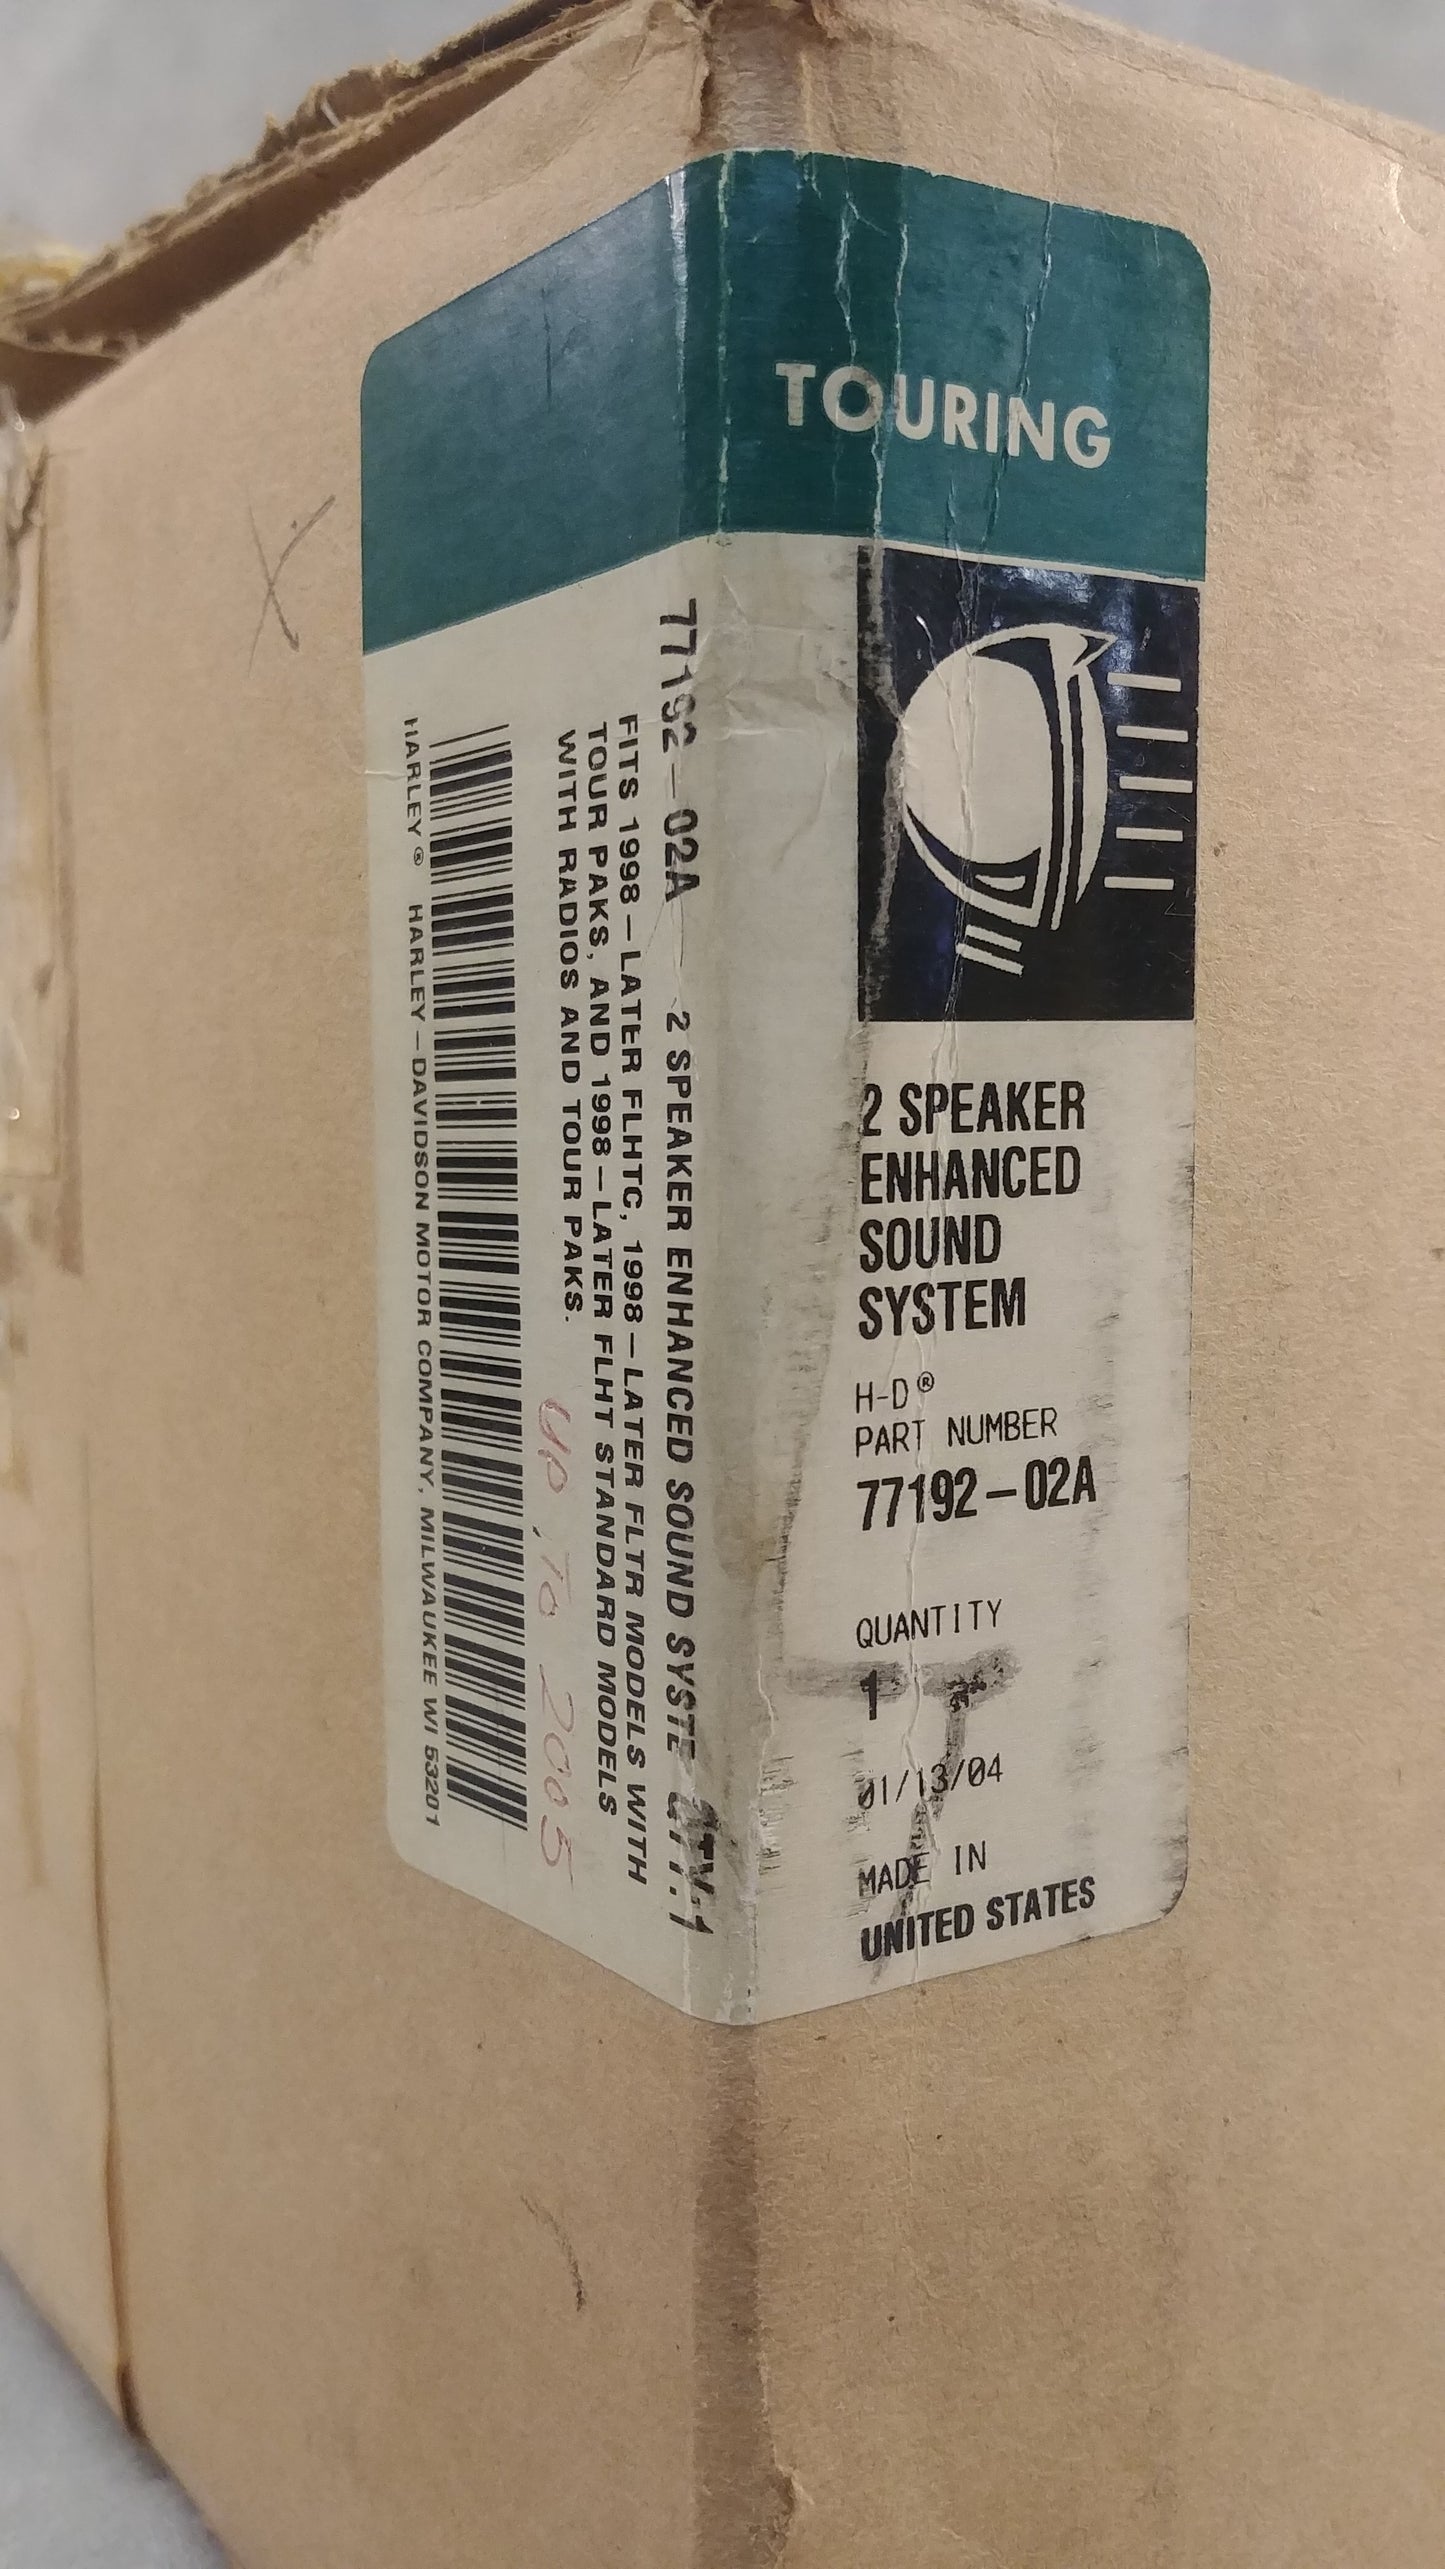 TOURING
2 SPEAKER
ENHANCED
SOUND
SYSTEM
H-D®
PART NUMBER
77192-02A
QUANTITY
1
01/13/04
MADE IN
UNITED STATES
77192-02A 2 SPEAKER ENHANCED SOUND SYSTE QTY.1
FITS 1998-LATER FLHTC, 1998-LATER FLTR MODELS WITH
TOUR PAKS, AND 1998-LATER FLHT STANDARD MODELS
WITH RADIOS AND TOUR PAKS.
UP TO 2005
HARLEY® HARLEY-DAVIDSON MOTOR COMPANY, MILWAUKEE WI 53201
X